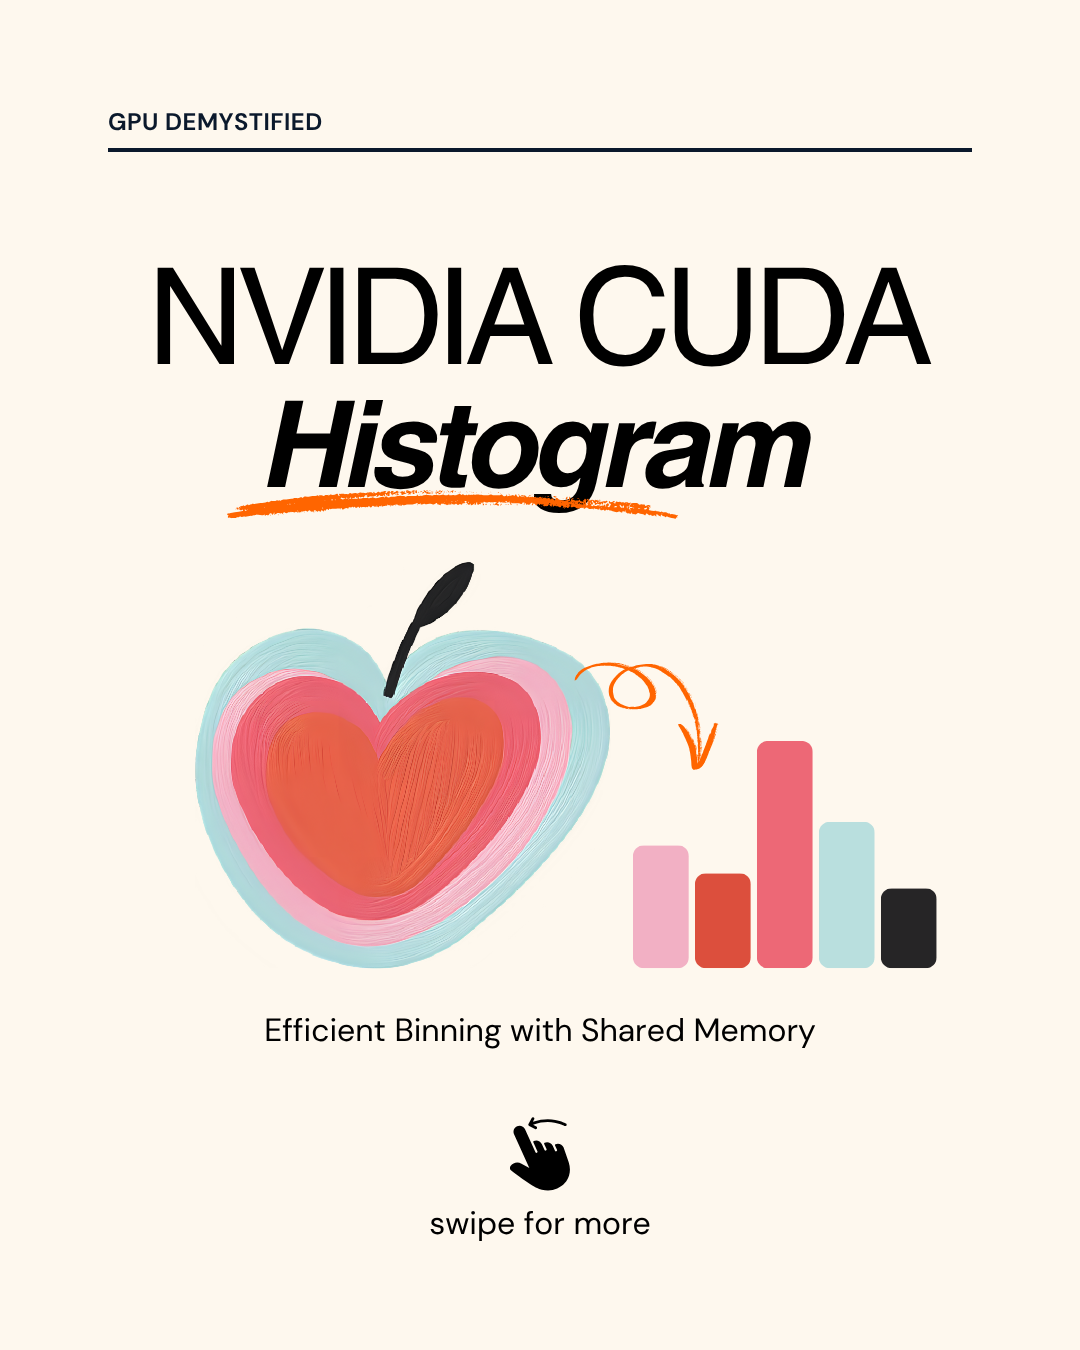 GPU DEMYSTIFIED
NVIDIA CUDA
Histogram
Efficient Binning with Shared Memory
swipe for more